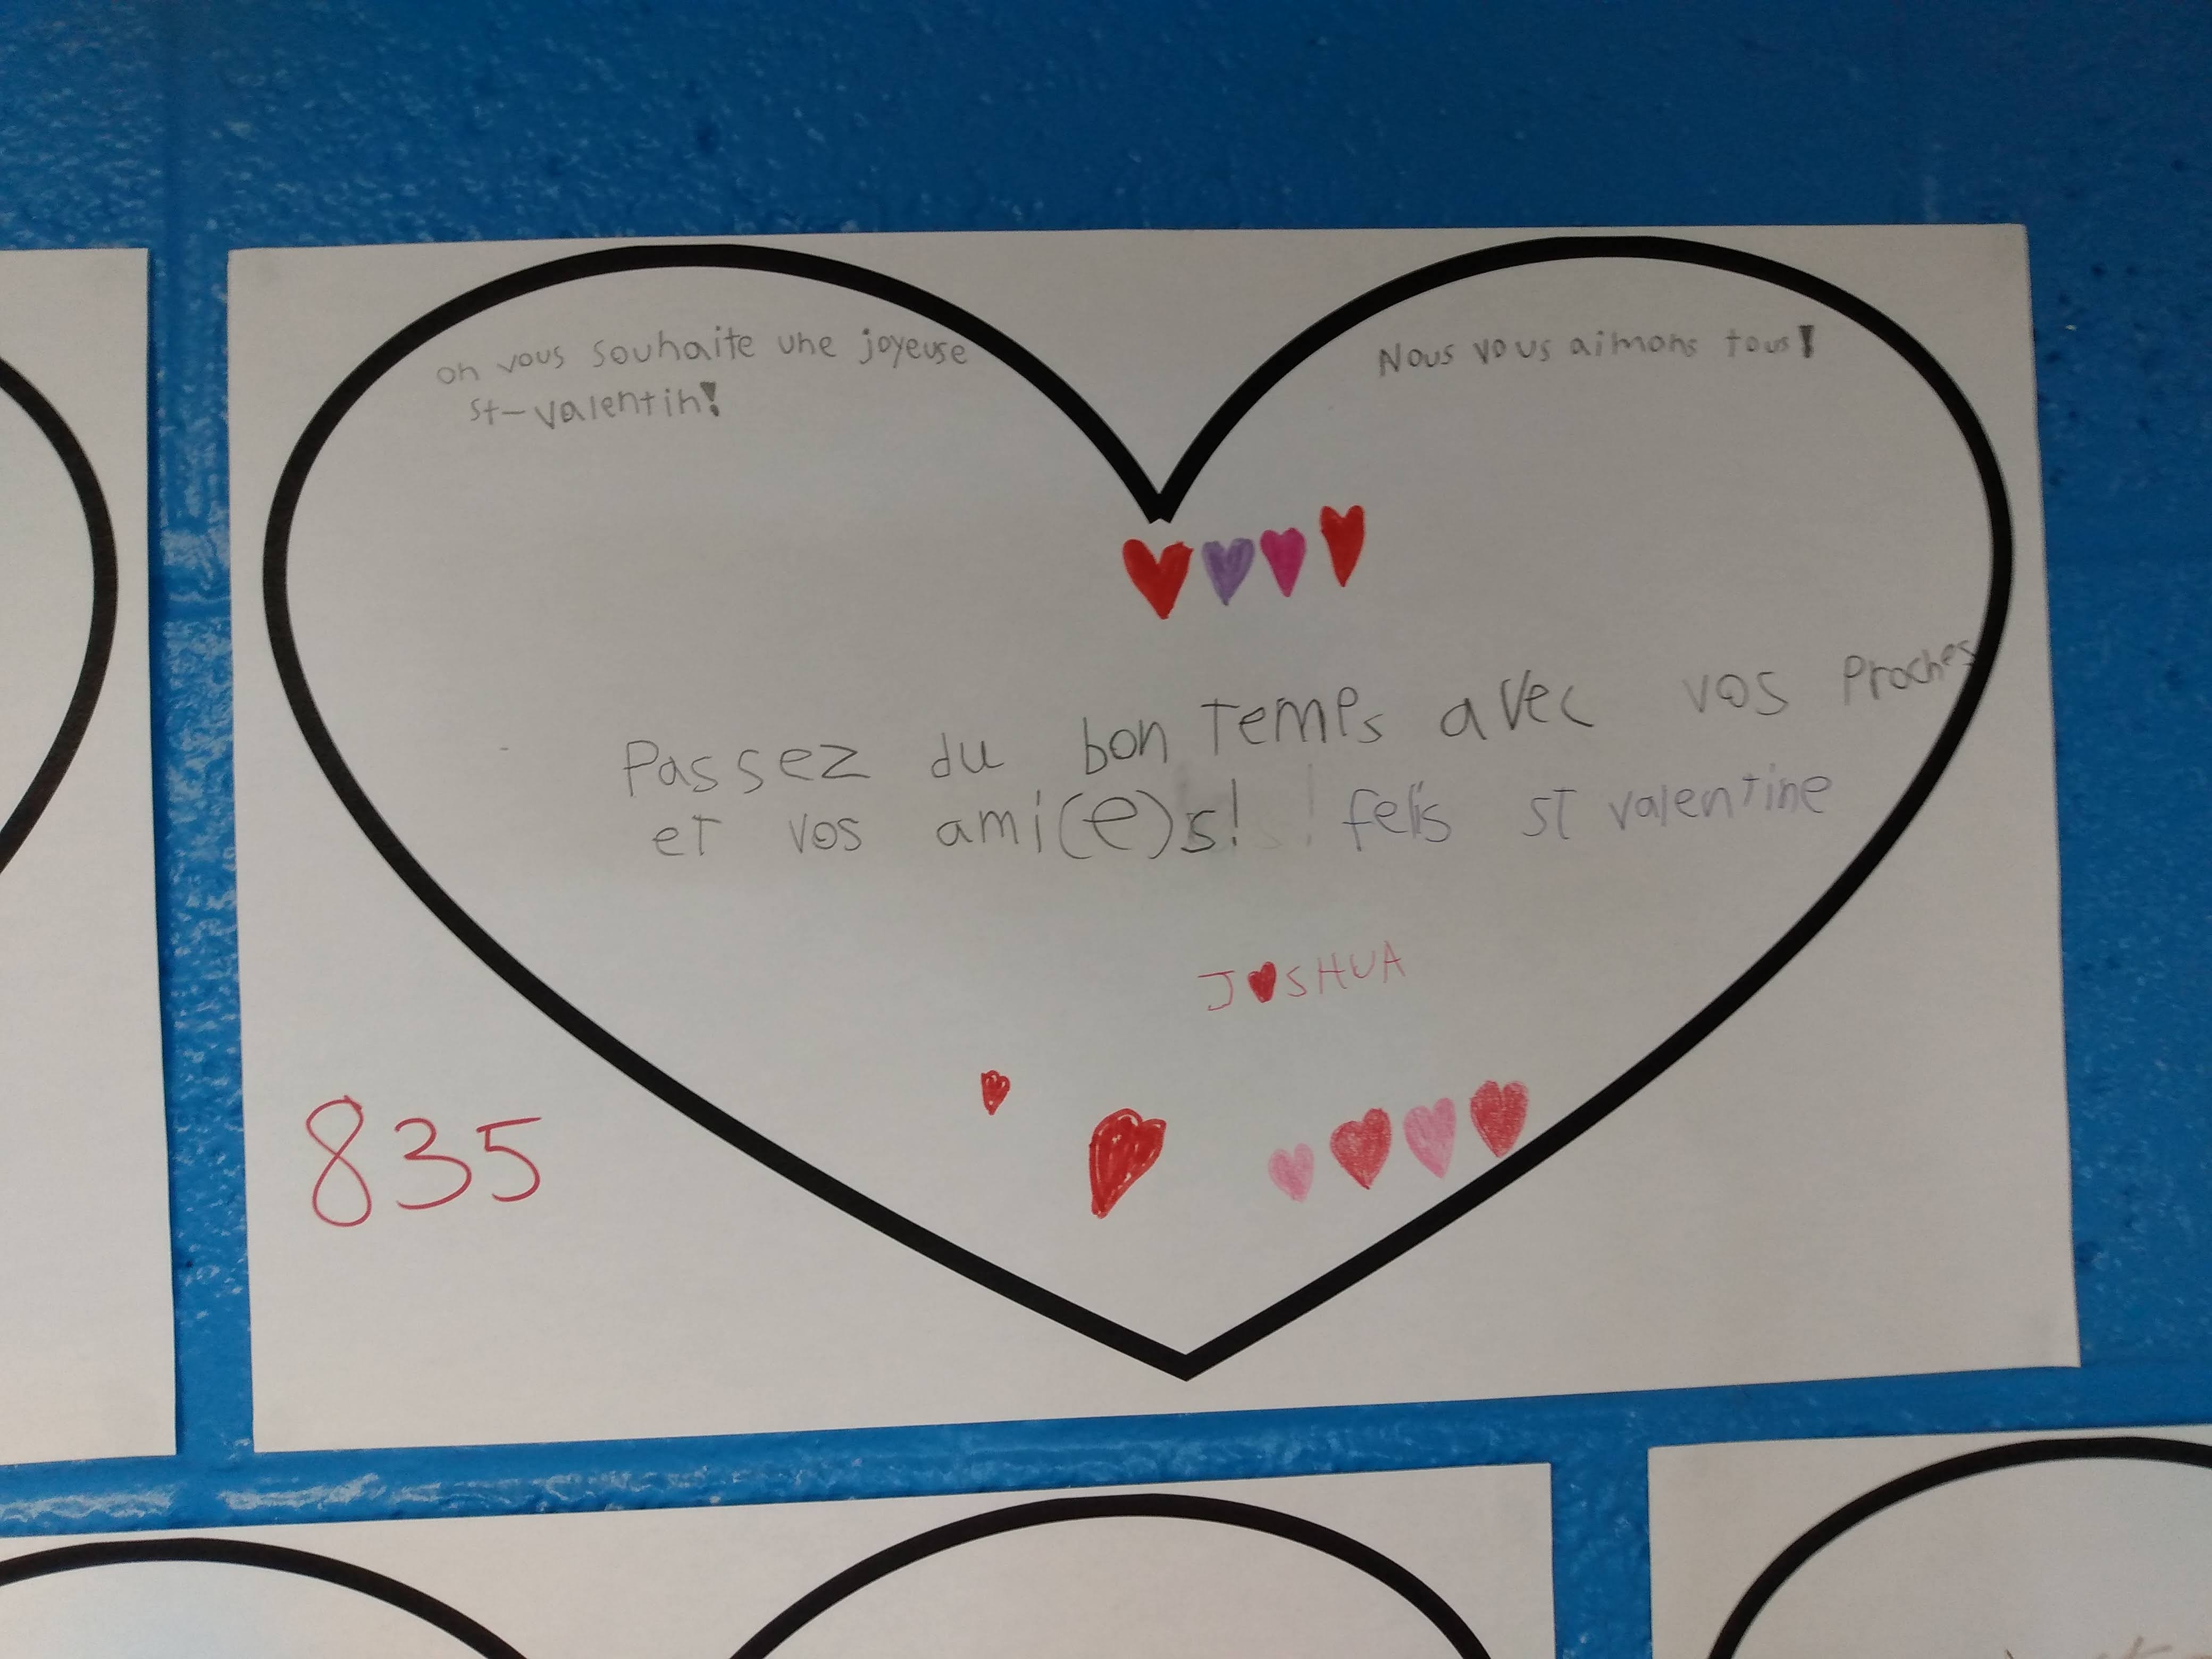 on vous souhaite une joyeuse
st-valentin!
Nous vous aimons tous!
Passez du bon temps avec vos proches
et vos ami(e)s! felis st valentine
J♥SHUA
835